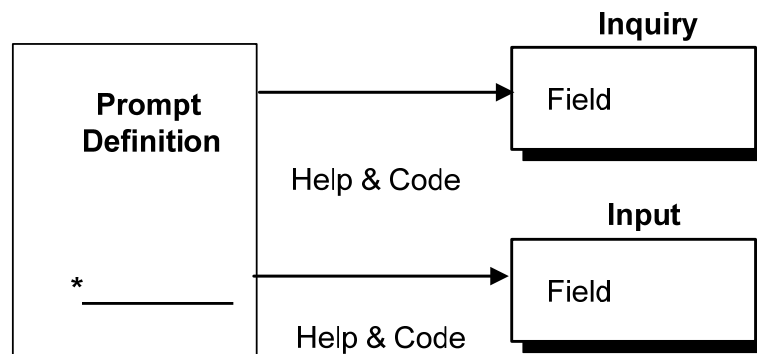 Inquiry
Prompt
Definition
Field
Help & Code
Input
*
Field
Help & Code